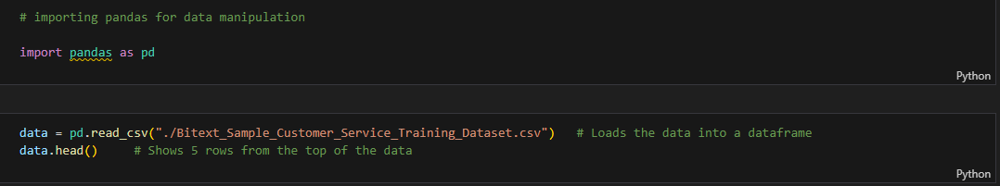 # importing pandas for data manipulation
import pandas as pd
Python
data = pd.read_csv("./Bitext_Sample_Customer_Service_Training_Dataset.csv")   # Loads the data into a dataframe
data.head()     # Shows 5 rows from the top of the data
Python